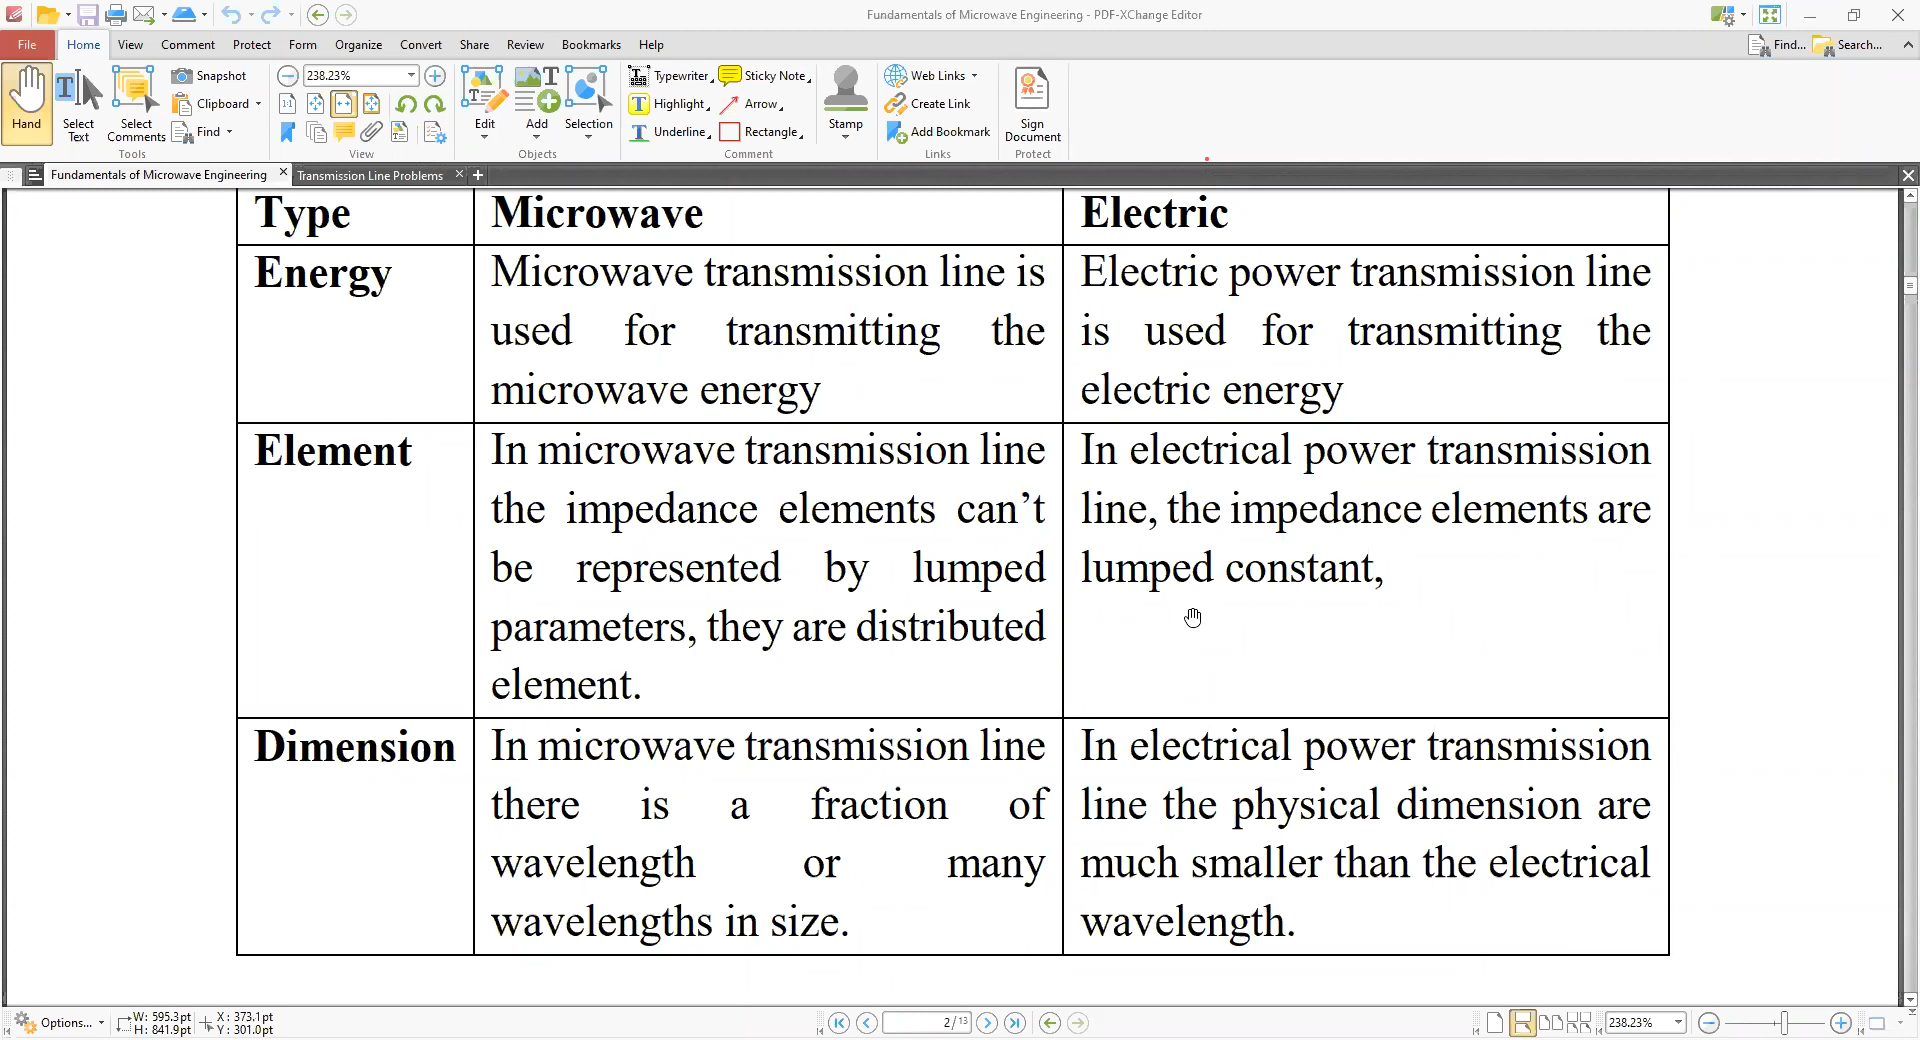 Fundamentals of Microwave Engineering - PDF-XChange Editor
File Home View Comment Protect Form Organize Convert Share Review Bookmarks Help Find... Search...
Hand
Select Text
Select Comments
Snapshot
Clipboard
Find
Tools
238.23%
1:1
View
Edit
Add
Selection
Objects
Typewriter
Highlight
Underline
Sticky Note
Arrow
Rectangle
Stamp
Comment
Web Links
Create Link
Add Bookmark
Links
Sign Document
Protect
Fundamentals of Microwave Engineering Transmission Line Problems
Type Microwave Electric
Energy
Microwave transmission line is
used for transmitting the
microwave energy
Electric power transmission line
is used for transmitting the
electric energy
Element
In microwave transmission line
the impedance elements can’t
be represented by lumped
parameters, they are distributed
element.
In electrical power transmission
line, the impedance elements are
lumped constant,
Dimension
In microwave transmission line
there is a fraction of
wavelength or many
wavelengths in size.
In electrical power transmission
line the physical dimension are
much smaller than the electrical
wavelength.
Options...
W: 595.3pt
H: 841.9pt
X: 373.1pt
Y: 301.0pt
2/13
238.23%